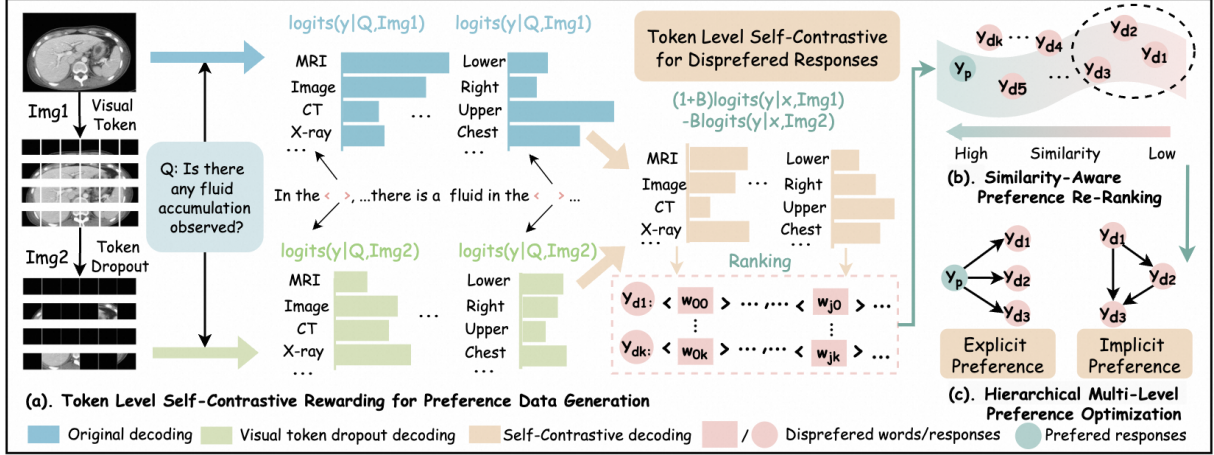 logits(y|Q,Img1)
logits(y|Q,Img1)
MRI
Image
CT
X-ray
...
...
Lower
Right
Upper
Chest
...
Img1
Visual
Token
Q: Is there
any fluid
accumulation
observed?
In the < >, ...there is a fluid in the < > ...
Img2
Token
Dropout
logits(y|Q,Img2)
logits(y|Q,Img2)
MRI
Image
CT
X-ray
...
...
Lower
Right
Upper
Chest
...
Token Level Self-Contrastive
for Disprefered Responses
(1+B)logits(y|x,Img1)
-Blogits(y|x,Img2)
MRI
Image
CT
X-ray
...
...
Lower
Right
Upper
Chest
...
Ranking
Yd1: < w00 > ...,... < wj0 > ...
Ydk: < w0k > ...,... < wjk > ...
(a). Token Level Self-Contrastive Rewarding for Preference Data Generation
Ydk ... Yd4 Yd2
Yp Yd5 ... Yd3 Yd1
High Similarity Low
(b). Similarity-Aware
Preference Re-Ranking
Yp
Yd1
Yd2
Yd3
Yd1
Yd2
Yd3
Explicit
Preference
Implicit
Preference
(c). Hierarchical Multi-Level
Preference Optimization
Original decoding
Visual token dropout decoding
Self-Contrastive decoding
/
Disprefered words/responses
Prefered responses